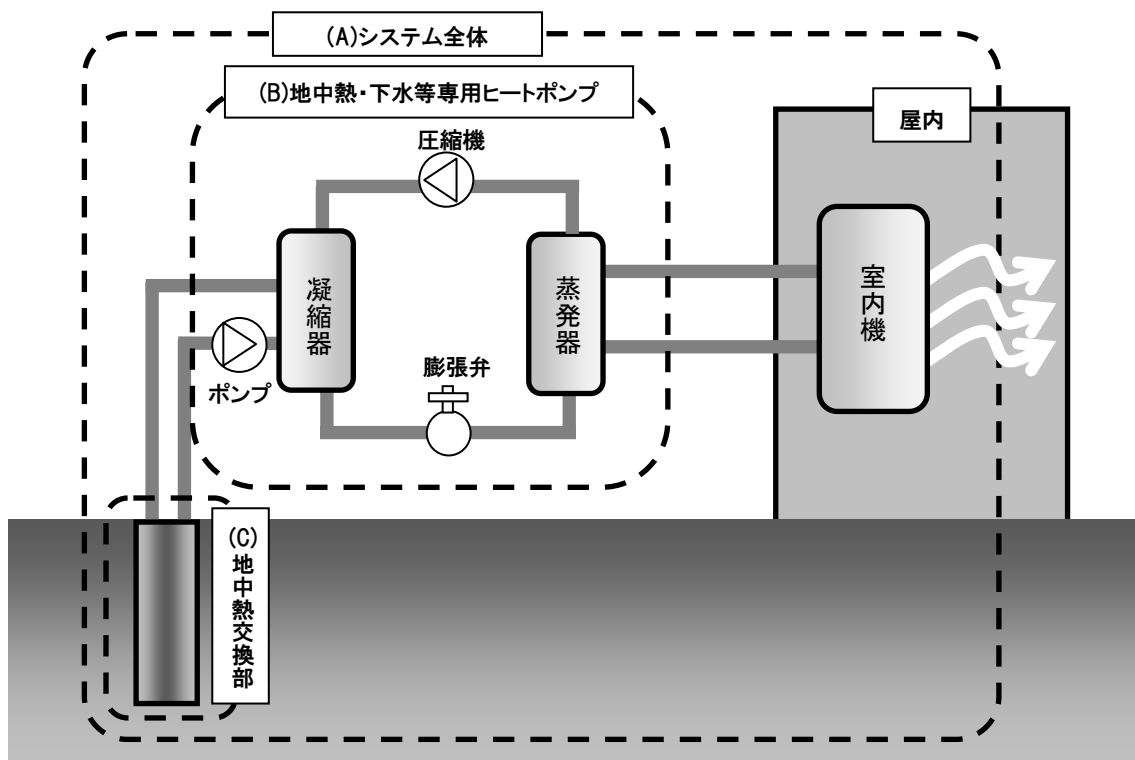 (A)システム全体
(B)地中熱・下水等専用ヒートポンプ
屋内
圧縮機
凝縮器
蒸発器
室内機
膨張弁
ポンプ
(C)地中熱交換部